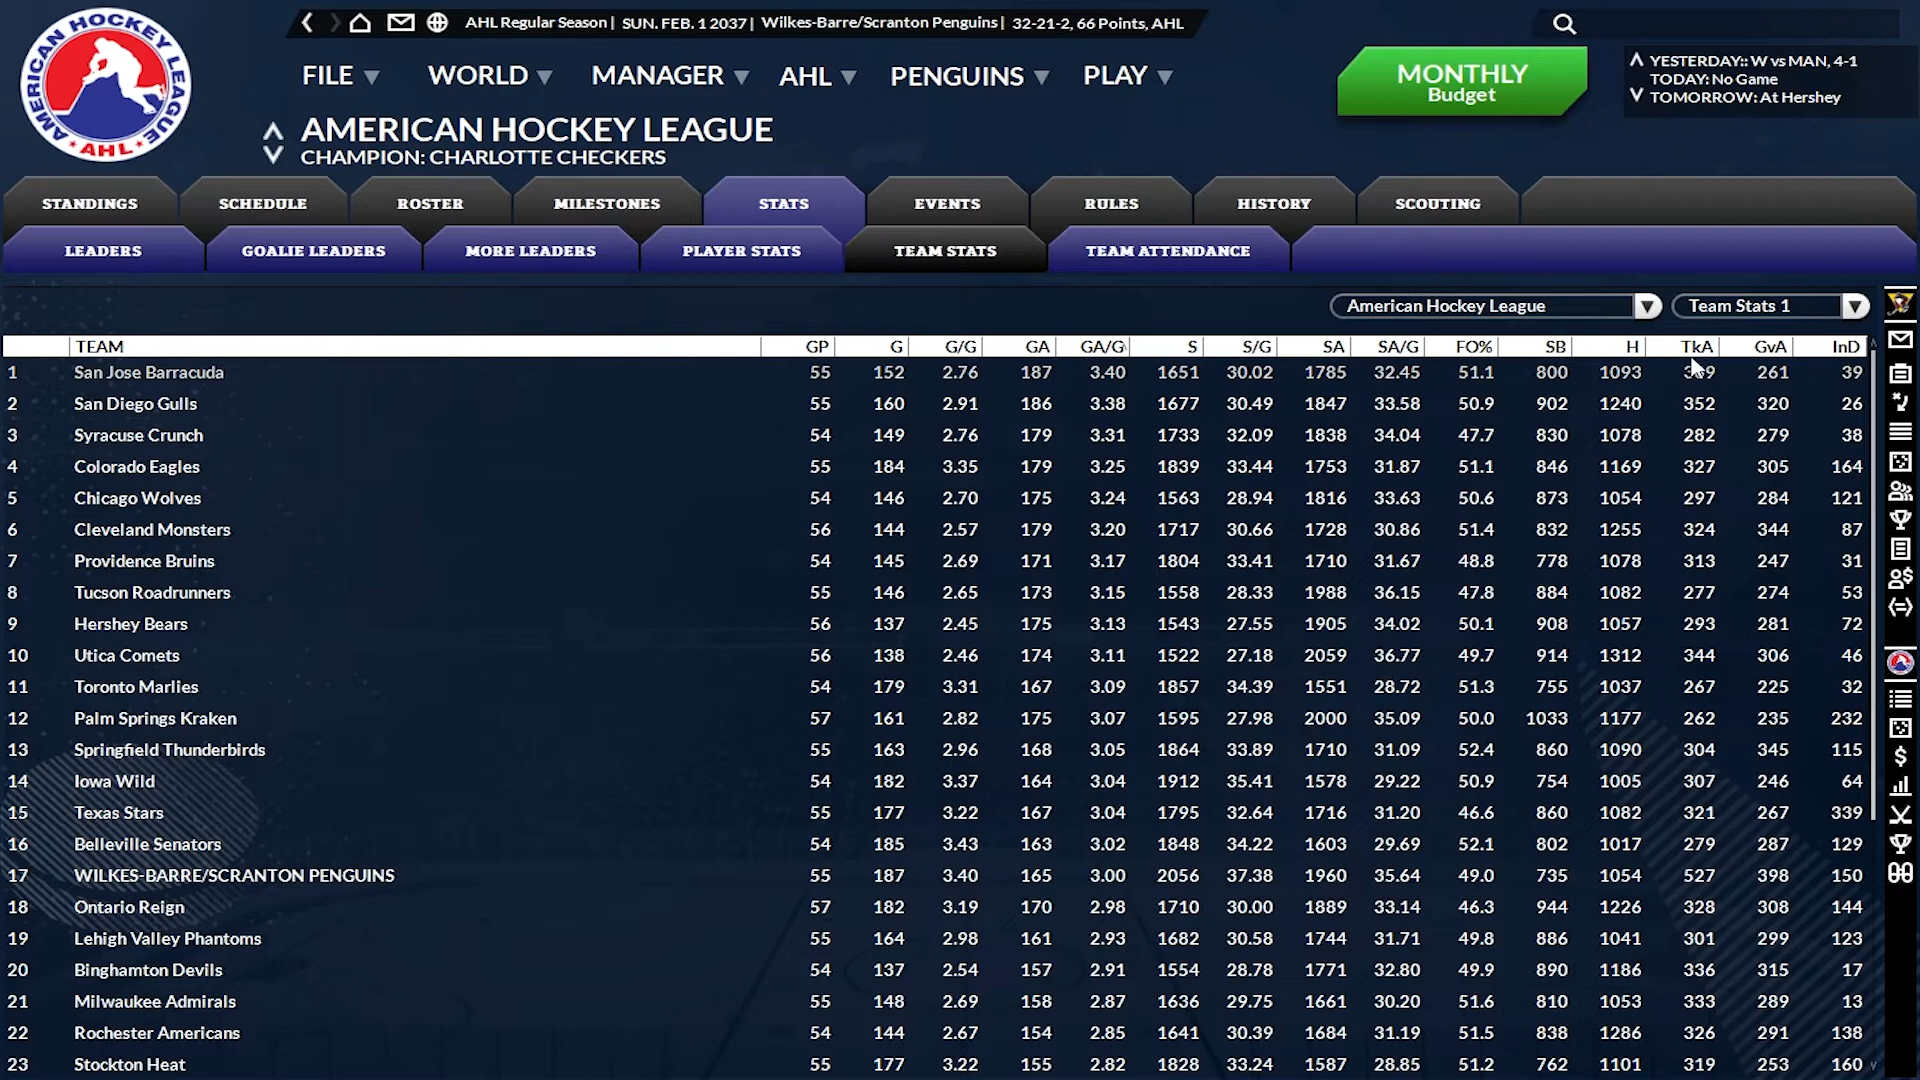 AMERICAN HOCKEY LEAGUE
AHL
AHL Regular Season | SUN. FEB. 1 2037 | Wilkes-Barre/Scranton Penguins | 32-21-2, 66 Points, AHL
FILE WORLD MANAGER AHL PENGUINS PLAY
MONTHLY
Budget
YESTERDAY:: W vs MAN, 4-1
TODAY: No Game
TOMORROW: At Hershey
AMERICAN HOCKEY LEAGUE
CHAMPION: CHARLOTTE CHECKERS
STANDINGS SCHEDULE ROSTER MILESTONES STATS EVENTS RULES HISTORY SCOUTING
LEADERS GOALIE LEADERS MORE LEADERS PLAYER STATS TEAM STATS TEAM ATTENDANCE
American Hockey League Team Stats 1
TEAM GP G G/G GA GA/G S S/G SA SA/G FO% SB H TkA GvA InD
1 San Jose Barracuda 55 152 2.76 187 3.40 1651 30.02 1785 32.45 51.1 800 1093 261 39
2 San Diego Gulls 55 160 2.91 186 3.38 1677 30.49 1847 33.58 50.9 902 1240 352 320 26
3 Syracuse Crunch 54 149 2.76 179 3.31 1733 32.09 1838 34.04 47.7 830 1078 282 279 38
4 Colorado Eagles 55 184 3.35 179 3.25 1839 33.44 1753 31.87 51.1 846 1169 327 305 164
5 Chicago Wolves 54 146 2.70 175 3.24 1563 28.94 1816 33.63 50.6 873 1054 297 284 121
6 Cleveland Monsters 56 144 2.57 179 3.20 1717 30.66 1728 30.86 51.4 832 1255 324 344 87
7 Providence Bruins 54 145 2.69 171 3.17 1804 33.41 1710 31.67 48.8 778 1078 313 247 31
8 Tucson Roadrunners 55 146 2.65 173 3.15 1558 28.33 1988 36.15 47.8 884 1082 277 274 53
9 Hershey Bears 56 137 2.45 175 3.13 1543 27.55 1905 34.02 50.1 908 1057 293 281 72
10 Utica Comets 56 138 2.46 174 3.11 1522 27.18 2059 36.77 49.7 914 1312 344 306 46
11 Toronto Marlies 54 179 3.31 167 3.09 1857 34.39 1551 28.72 51.3 755 1037 267 225 32
12 Palm Springs Kraken 57 161 2.82 175 3.07 1595 27.98 2000 35.09 50.0 1033 1177 262 235 232
13 Springfield Thunderbirds 55 163 2.96 168 3.05 1864 33.89 1710 31.09 52.4 860 1090 304 345 115
14 Iowa Wild 54 182 3.37 164 3.04 1912 35.41 1578 29.22 50.9 754 1005 307 246 64
15 Texas Stars 55 177 3.22 167 3.04 1795 32.64 1716 31.20 46.6 860 1082 321 267 339
16 Belleville Senators 54 185 3.43 163 3.02 1848 34.22 1603 29.69 52.1 802 1017 279 287 129
17 WILKES-BARRE/SCRANTON PENGUINS 55 187 3.40 165 3.00 2056 37.38 1960 35.64 49.0 735 1054 527 398 150
18 Ontario Reign 57 182 3.19 170 2.98 1710 30.00 1889 33.14 46.3 944 1226 328 308 144
19 Lehigh Valley Phantoms 55 164 2.98 161 2.93 1682 30.58 1744 31.71 49.8 886 1041 301 299 123
20 Binghamton Devils 54 137 2.54 157 2.91 1554 28.78 1771 32.80 49.9 890 1186 336 315 17
21 Milwaukee Admirals 55 148 2.69 158 2.87 1636 29.75 1661 30.20 51.6 810 1053 333 289 13
22 Rochester Americans 54 144 2.67 154 2.85 1641 30.39 1684 31.19 51.5 838 1286 326 291 138
23 Stockton Heat 55 177 3.22 155 2.82 1828 33.24 1587 28.85 51.2 762 1101 319 253 160